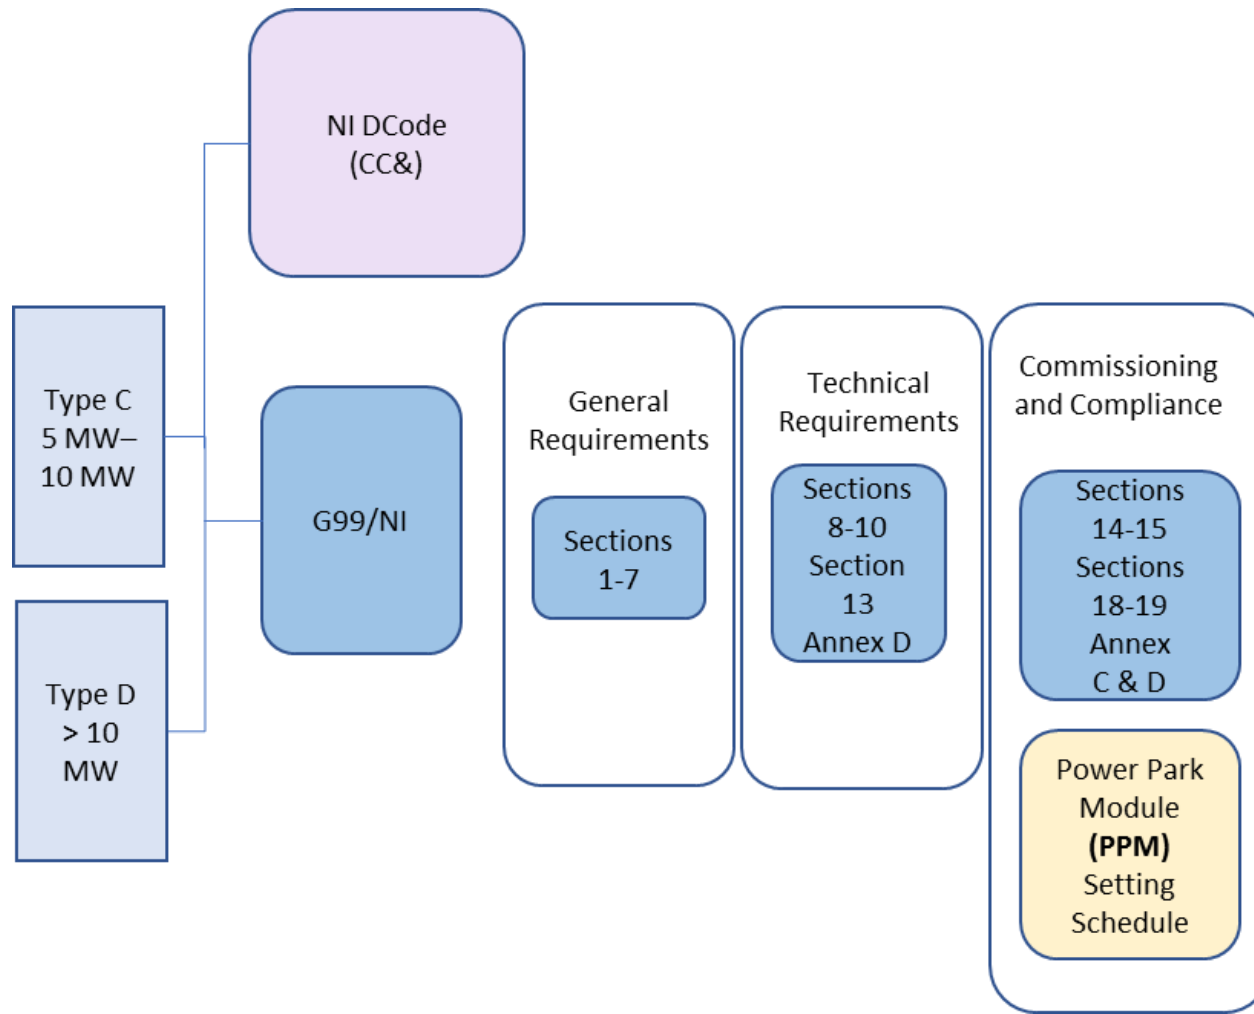 NI DCode
(CC&)
Type C
5 MW–
10 MW
Type D
> 10
MW
G99/NI
General
Requirements
Sections
1-7
Technical
Requirements
Sections
8-10
Section
13
Annex D
Commissioning
and Compliance
Sections
14-15
Sections
18-19
Annex
C & D
Power Park
Module
(PPM)
Setting
Schedule